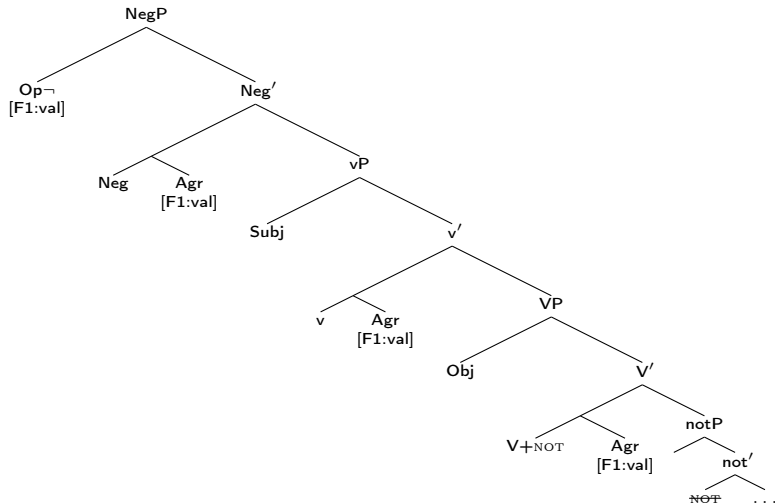 NegP
Op¬
[F1:val]
Neg′
Neg
Agr
[F1:val]
vP
Subj
v′
v
Agr
[F1:val]
VP
Obj
V′
V+NOT
Agr
[F1:val]
notP
not′
NOT
...